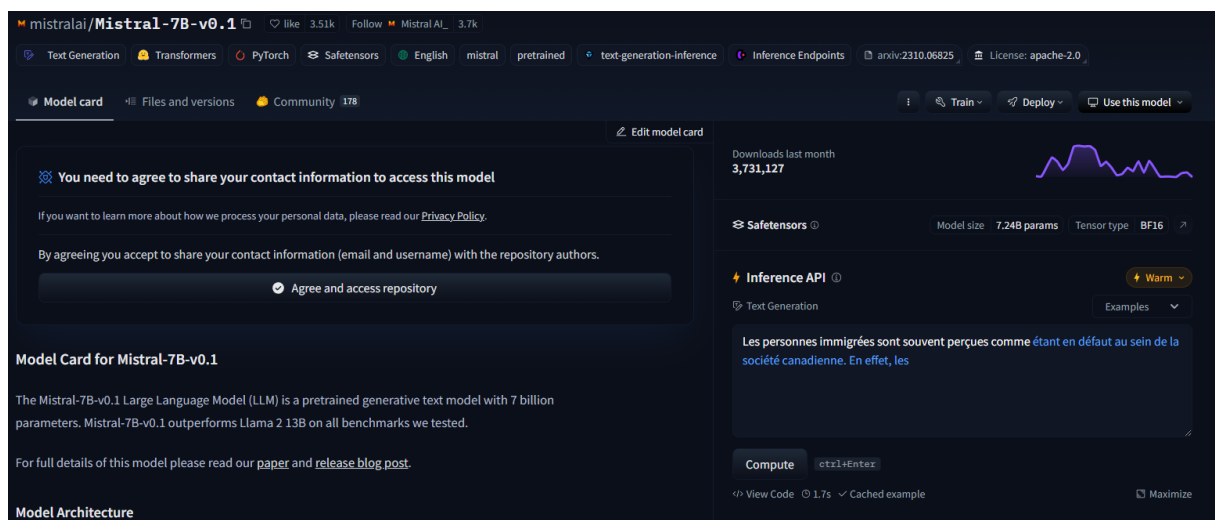 mistralai/Mistral-7B-v0.1 like 3.51k Follow Mistral AI_ 3.7k
Text Generation Transformers PyTorch Safetensors English mistral pretrained text-generation-inference Inference Endpoints arxiv:2310.06825 License: apache-2.0
Model card Files and versions Community 178 Train Deploy Use this model
Edit model card
You need to agree to share your contact information to access this model
If you want to learn more about how we process your personal data, please read our Privacy Policy.
By agreeing you accept to share your contact information (email and username) with the repository authors.
Agree and access repository
Model Card for Mistral-7B-v0.1
The Mistral-7B-v0.1 Large Language Model (LLM) is a pretrained generative text model with 7 billion
parameters. Mistral-7B-v0.1 outperforms Llama 2 13B on all benchmarks we tested.
For full details of this model please read our paper and release blog post.
Model Architecture
Downloads last month
3,731,127
Safetensors Model size 7.24B params Tensor type BF16
Inference API Warm
Text Generation Examples
Les personnes immigrées sont souvent perçues comme étant en défaut au sein de la
société canadienne. En effet, les
Compute ctrl+Enter
View Code 1.7s Cached example Maximize